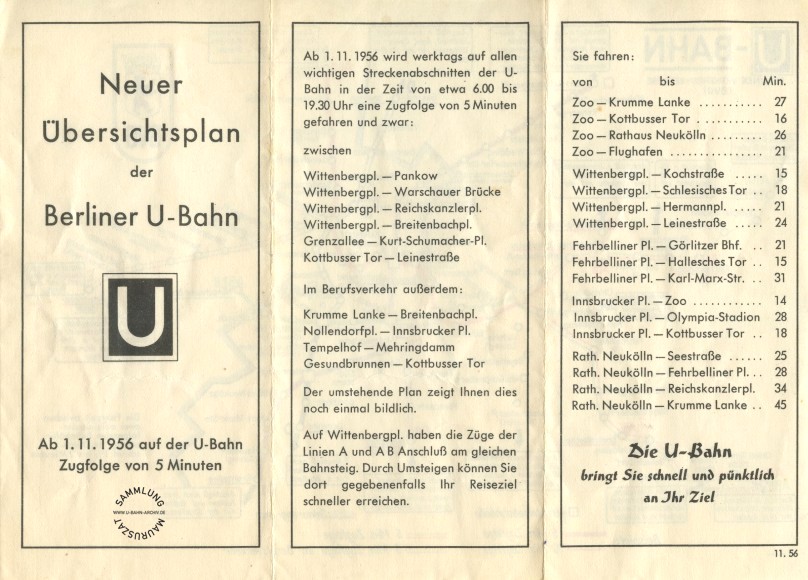 Neuer
Übersichtsplan
der
Berliner U-Bahn
U
Ab 1.11.1956 auf der U-Bahn
Zugfolge von 5 Minuten
SAMMLUNG
WWW.U-BAHN-ARCHIV.DE
MAURUSZAT
Ab 1. 11. 1956 wird werktags auf allen
wichtigen Streckenabschnitten der U-
Bahn in der Zeit von etwa 6.00 bis
19.30 Uhr eine Zugfolge von 5 Minuten
gefahren und zwar:
zwischen
Wittenbergpl. — Pankow
Wittenbergpl. — Warschauer Brücke
Wittenbergpl. — Reichskanzlerpl.
Wittenbergpl. — Breitenbachpl.
Grenzallee — Kurt-Schumacher-Pl.
Kottbusser Tor — Leinestraße
Im Berufsverkehr außerdem:
Krumme Lanke — Breitenbachpl.
Nollendorfpl. — Innsbrucker Pl.
Tempelhof — Mehringdamm
Gesundbrunnen — Kottbusser Tor
Der umstehende Plan zeigt Ihnen dies
noch einmal bildlich.
Auf Wittenbergpl. haben die Züge der
Linien A und A B Anschluß am gleichen
Bahnsteig. Durch Umsteigen können Sie
dort gegebenenfalls Ihr Reiseziel
schneller erreichen.
Sie fahren:
von bis Min.
Zoo — Krumme Lanke ........... 27
Zoo — Kottbusser Tor ........... 16
Zoo — Rathaus Neukölln ......... 26
Zoo — Flughafen ................ 21
Wittenbergpl. — Kochstraße ..... 15
Wittenbergpl. — Schlesisches Tor .. 18
Wittenbergpl. — Hermannpl. ..... 21
Wittenbergpl. — Leinestraße ..... 24
Fehrbelliner Pl. — Görlitzer Bhf. .. 21
Fehrbelliner Pl. — Hallesches Tor .. 15
Fehrbelliner Pl. — Karl-Marx-Str. .. 31
Innsbrucker Pl. — Zoo ............ 14
Innsbrucker Pl. — Olympia-Stadion 28
Innsbrucker Pl. — Kottbusser Tor .. 18
Rath. Neukölln — Seestraße ...... 25
Rath. Neukölln — Fehrbelliner Pl. .. 28
Rath. Neukölln — Reichskanzlerpl. 34
Rath. Neukölln — Krumme Lanke .. 45
Die U-Bahn
bringt Sie schnell und pünktlich
an Ihr Ziel
11. 56